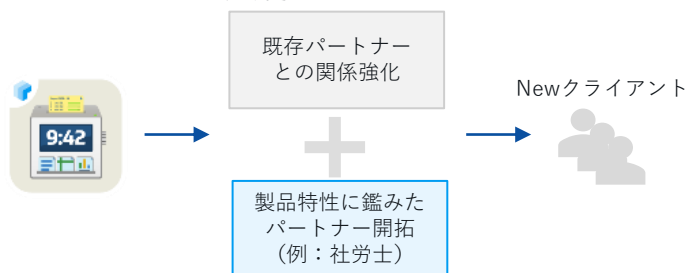 既存パートナー
との関係強化
Newクライアント
9:42
製品特性に鑑みた
パートナー開拓
（例：社労士）